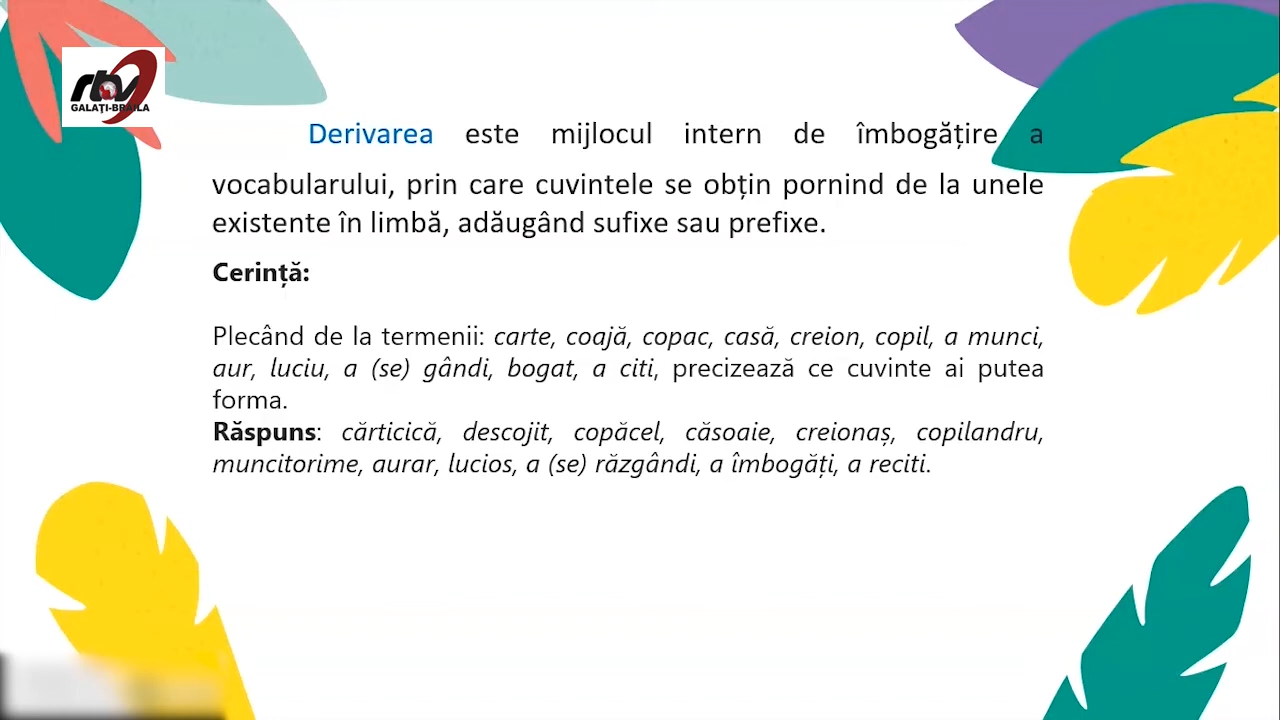 rtv
GALAȚI-BRAILA
Derivarea este mijlocul intern de îmbogățire a
vocabularului, prin care cuvintele se obțin pornind de la unele
existente în limbă, adăugând sufixe sau prefixe.
Cerință:
Plecând de la termenii: carte, coajă, copac, casă, creion, copil, a munci,
aur, luciu, a (se) gândi, bogat, a citi, precizează ce cuvinte ai putea
forma.
Răspuns: cărticică, descojit, copăcel, căsoaie, creionaș, copilandru,
muncitorime, aurar, lucios, a (se) răzgândi, a îmbogăți, a reciti.